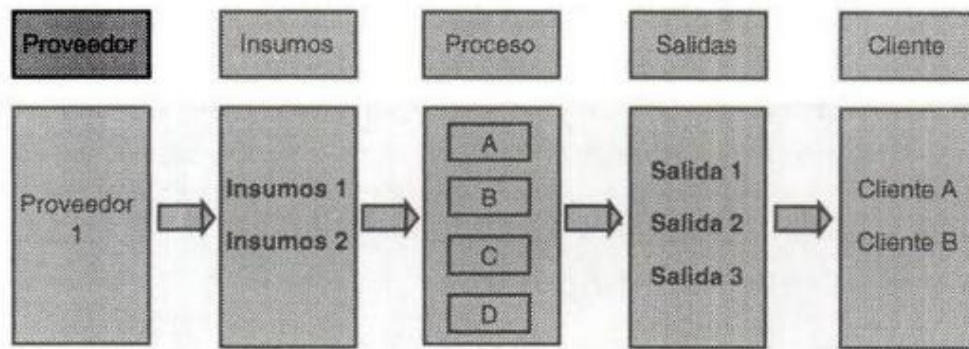 Proveedor
Insumos
Proceso
Salidas
Cliente
Proveedor
1
Insumos 1
Insumos 2
A
B
C
D
Salida 1
Salida 2
Salida 3
Cliente A
Cliente B